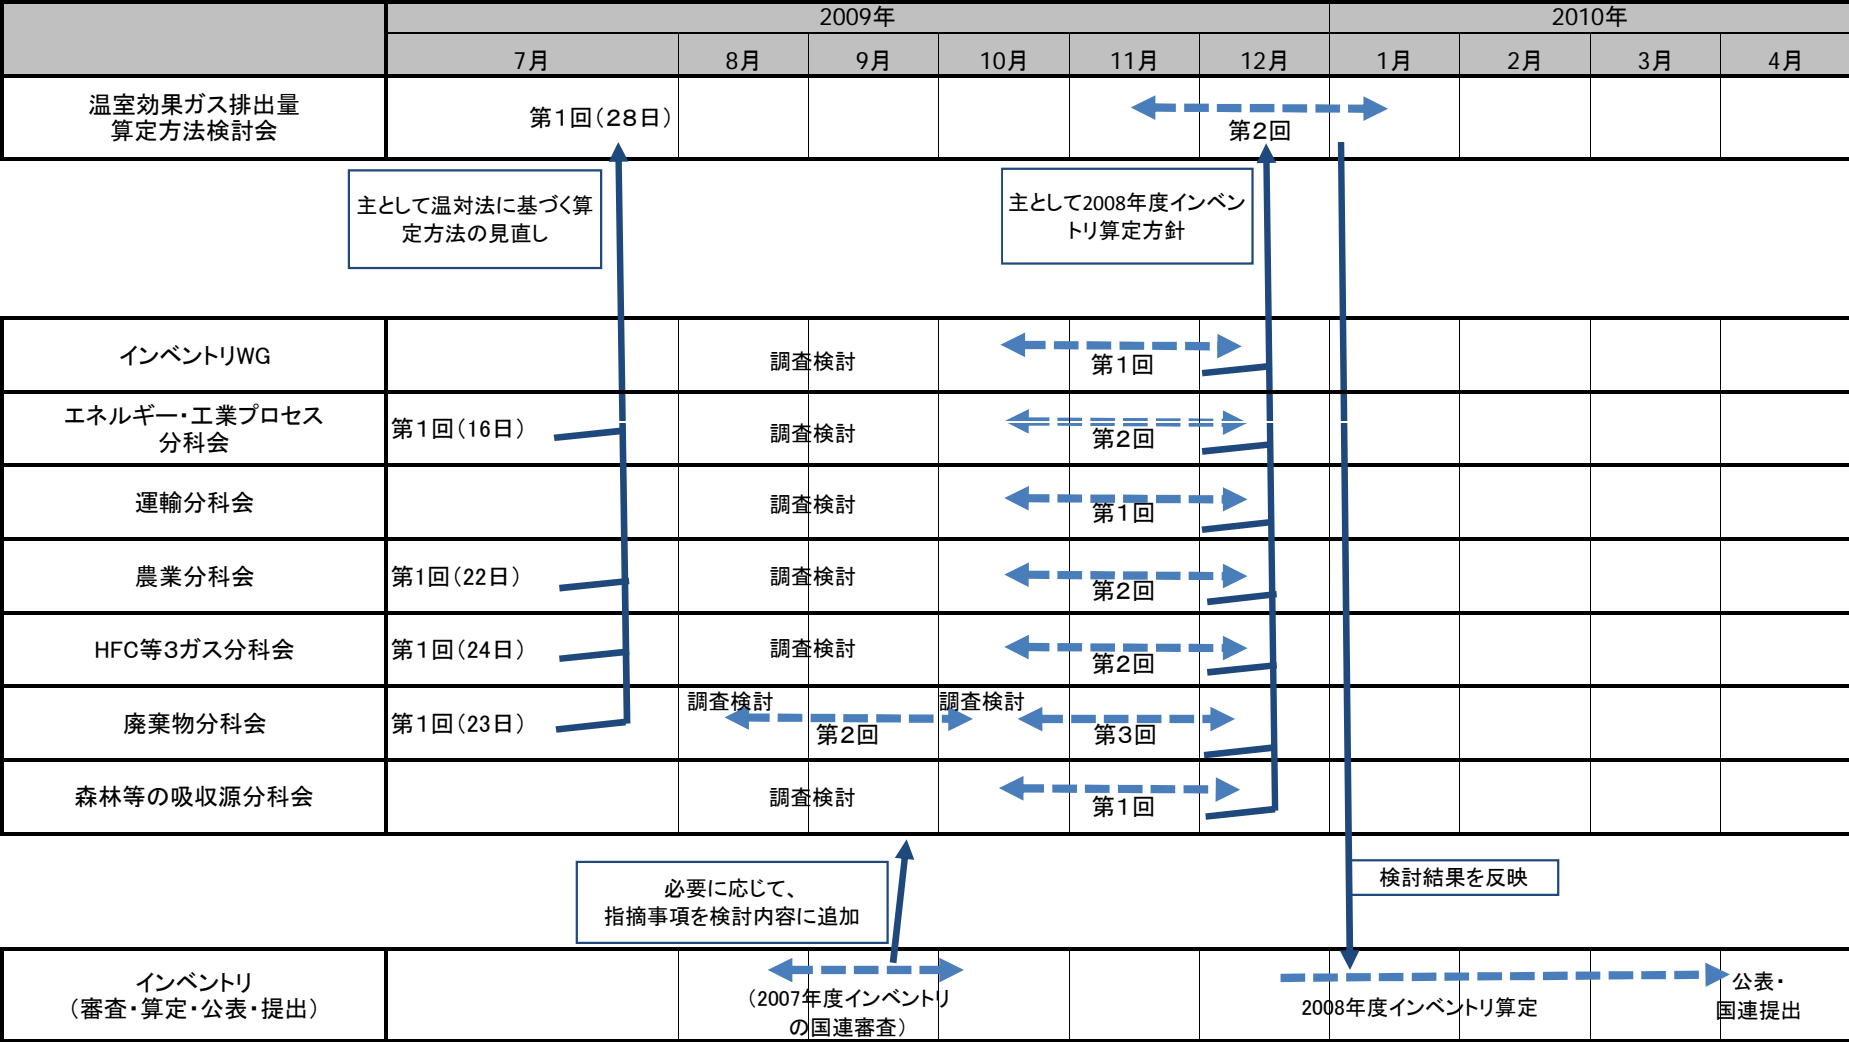 2009年
2010年
7月
8月
9月
10月
11月
12月
1月
2月
3月
4月
温室効果ガス排出量
算定方法検討会
第1回(28日)
第2回
主として温対法に基づく算
定方法の見直し
主として2008年度インベン
トリ算定方針
インベントリWG
調査検討
第1回
エネルギー・工業プロセス
分科会
第1回(16日)
調査検討
第2回
運輸分科会
調査検討
第1回
農業分科会
第1回(22日)
調査検討
第2回
HFC等3ガス分科会
第1回(24日)
調査検討
第2回
廃棄物分科会
第1回(23日)
調査検討
第2回
調査検討
第3回
森林等の吸収源分科会
調査検討
第1回
必要に応じて、
指摘事項を検討内容に追加
検討結果を反映
インベントリ
(審査・算定・公表・提出)
(2007年度インベントリ
の国連審査)
2008年度インベントリ算定
公表・
国連提出